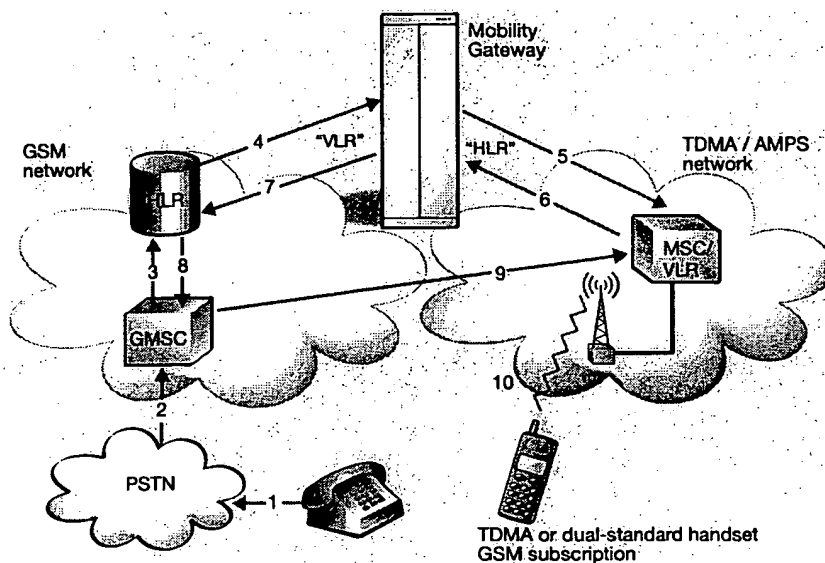 Mobility
Gateway
GSM
network
4
"VLR"
"HLR"
5
TDMA / AMPS
network
7
6
HLR
MSC/
VLR
3
8
9
GMSC
10
2
PSTN
1
TDMA or dual-standard handset
GSM subscription